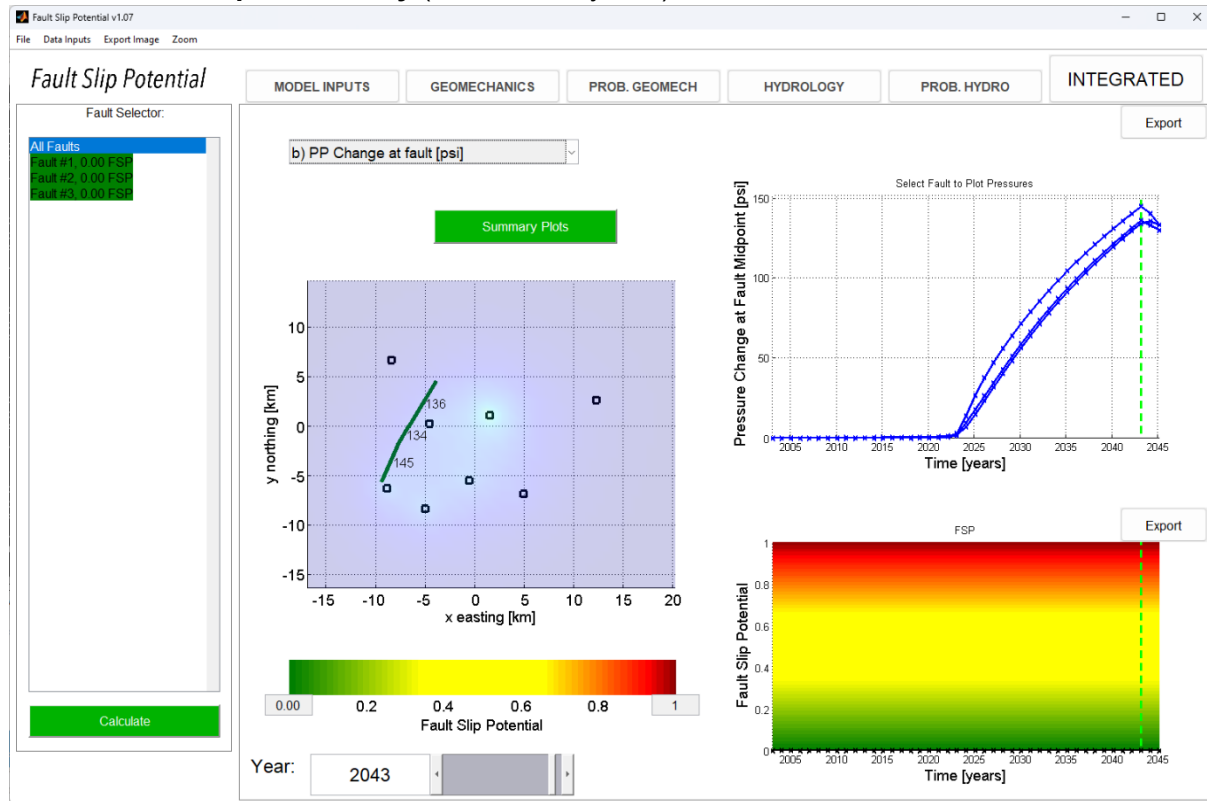 Fault Slip Potential v1.07
File Data Inputs Export Image Zoom
Fault Slip Potential
MODEL INPUTS
GEOMECHANICS
PROB. GEOMECH
HYDROLOGY
PROB. HYDRO
INTEGRATED
Fault Selector:
All Faults
Fault #1, 0.00 FSP
Fault #2, 0.00 FSP
Fault #3, 0.00 FSP
Calculate
Export
b) PP Change at fault [psi]
Summary Plots
10
5
0
-5
-10
-15
y northing [km]
136
134
145
-15 -10 -5 0 5 10 15 20
x easting [km]
0.00 0.2 0.4 0.6 0.8 1
Fault Slip Potential
Year: 2043
Select Fault to Plot Pressures
150
100
50
0
Pressure Change at Fault Midpoint [psi]
2005 2010 2015 2020 2025 2030 2035 2040 2045
Time [years]
Export
FSP
1
0.8
0.6
0.4
0.2
0
Fault Slip Potential
2005 2010 2015 2020 2025 2030 2035 2040 2045
Time [years]